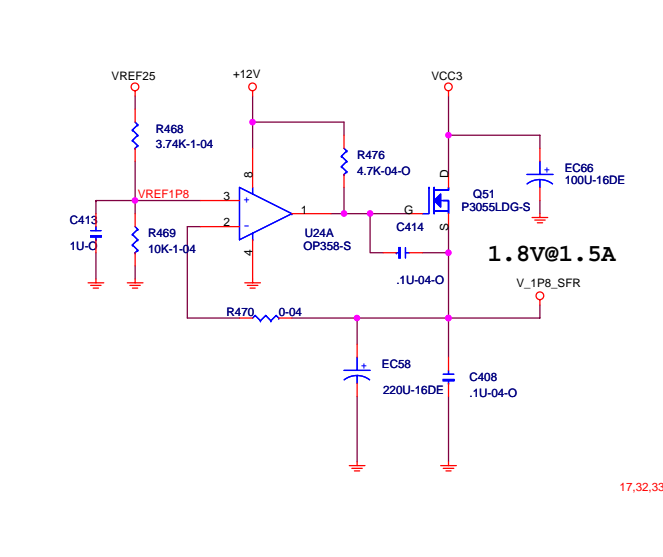 VREF25
+12V
VCC3
R468
3.74K-1-04
R476
4.7K-04-O
EC66
100U-16DE
VREF1P8
8
3
+
1
2
-
4
D
G
S
Q51
P3055LDG-S
C413
1U-O
R469
10K-1-04
U24A
OP358-S
C414
.1U-04-O
1.8V@1.5A
V_1P8_SFR
R470
0-04
EC58
+
220U-16DE
C408
.1U-04-O
+
17,32,33